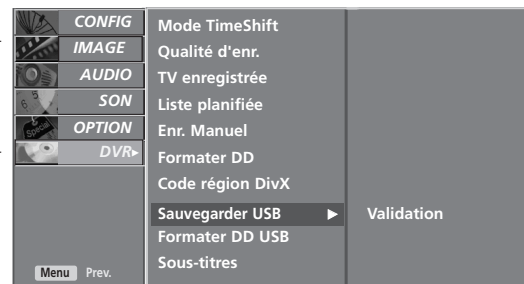 CONFIG
IMAGE
AUDIO
SON
OPTION
DVR
Menu Prev.
Mode TimeShift
Qualité d'enr.
TV enregistrée
Liste planifiée
Enr. Manuel
Formater DD
Code région DivX
Sauvegarder USB
Formater DD USB
Sous-titres
Validation